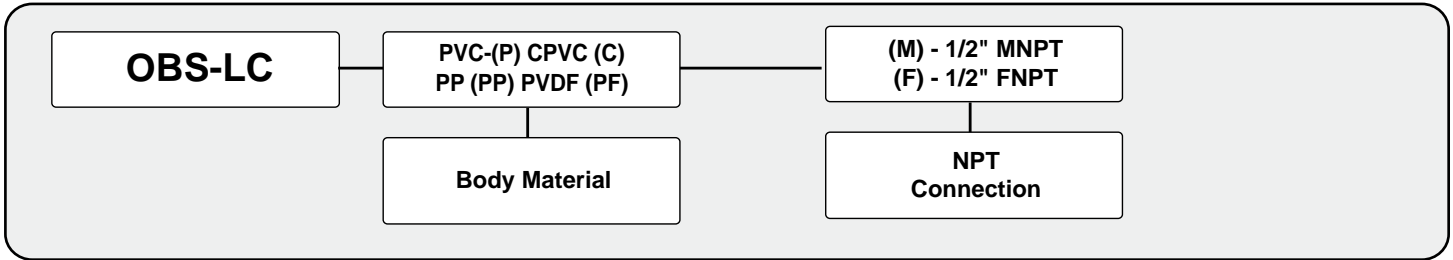 OBS-LC
PVC-(P) CPVC (C)
PP (PP) PVDF (PF)
(M) - 1/2" MNPT
(F) - 1/2" FNPT
Body Material
NPT
Connection